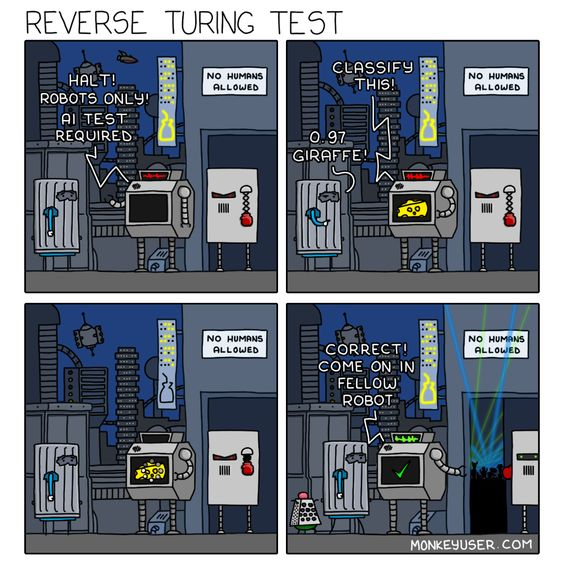 REVERSE TURING TEST
HALT!
ROBOTS ONLY!
AI TEST
REQUIRED
NO HUMANS
ALLOWED
CLASSIFY
THIS!
0.97
GIRAFFE!
NO HUMANS
ALLOWED
NO HUMANS
ALLOWED
CORRECT!
COME ON IN
FELLOW
ROBOT
NO HUMANS
ALLOWED
MONKEYUSER.COM